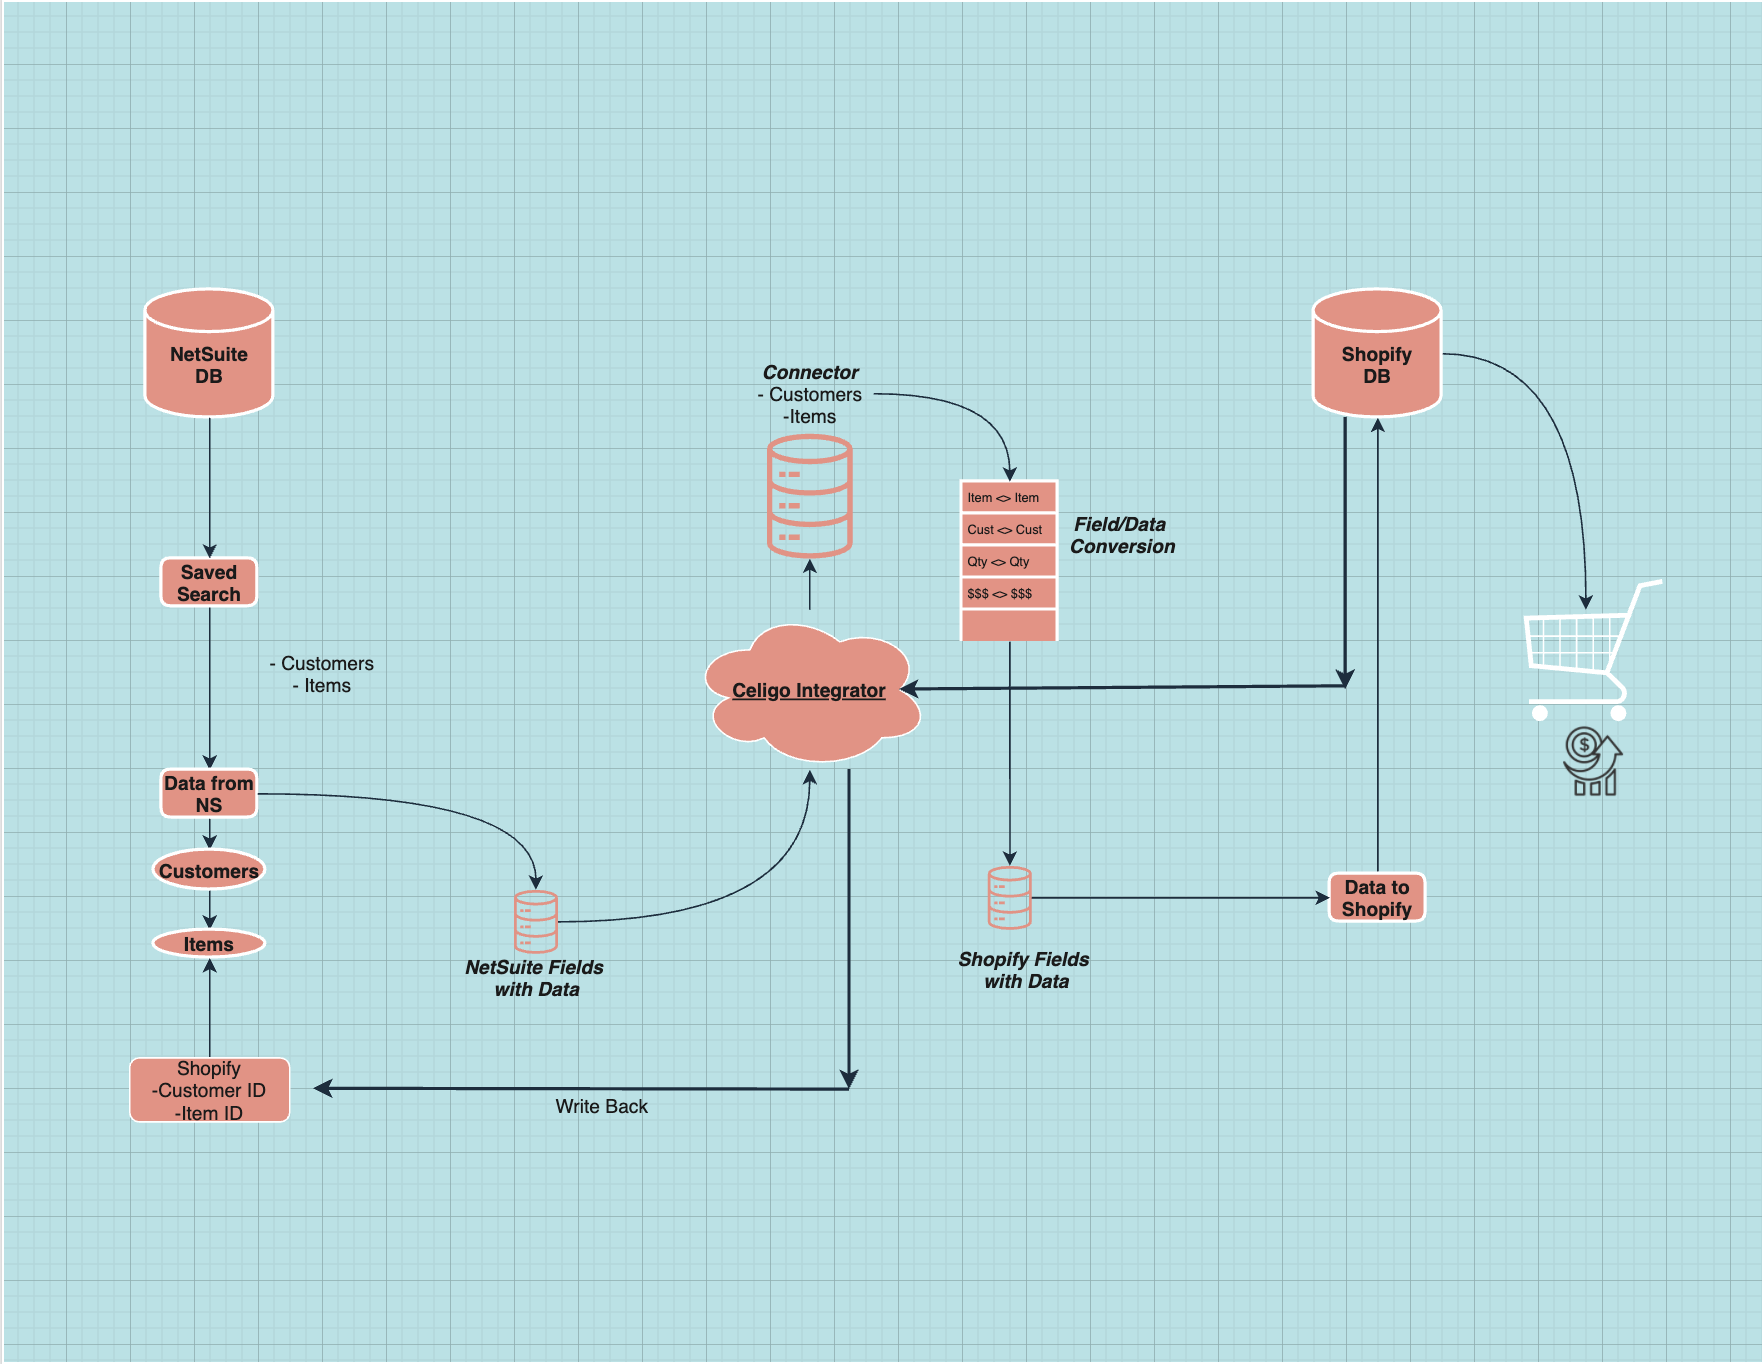 NetSuite
DB
Saved
Search
- Customers
- Items
Data from
NS
Customers
Items
Shopify
-Customer ID
-Item ID
NetSuite Fields
with Data
Write Back
Connector
- Customers
-Items
Celigo Integrator
Item <> Item
Cust <> Cust
Qty <> Qty
$$$ <> $$$
Field/Data
Conversion
Shopify Fields
with Data
Shopify
DB
Data to
Shopify
$